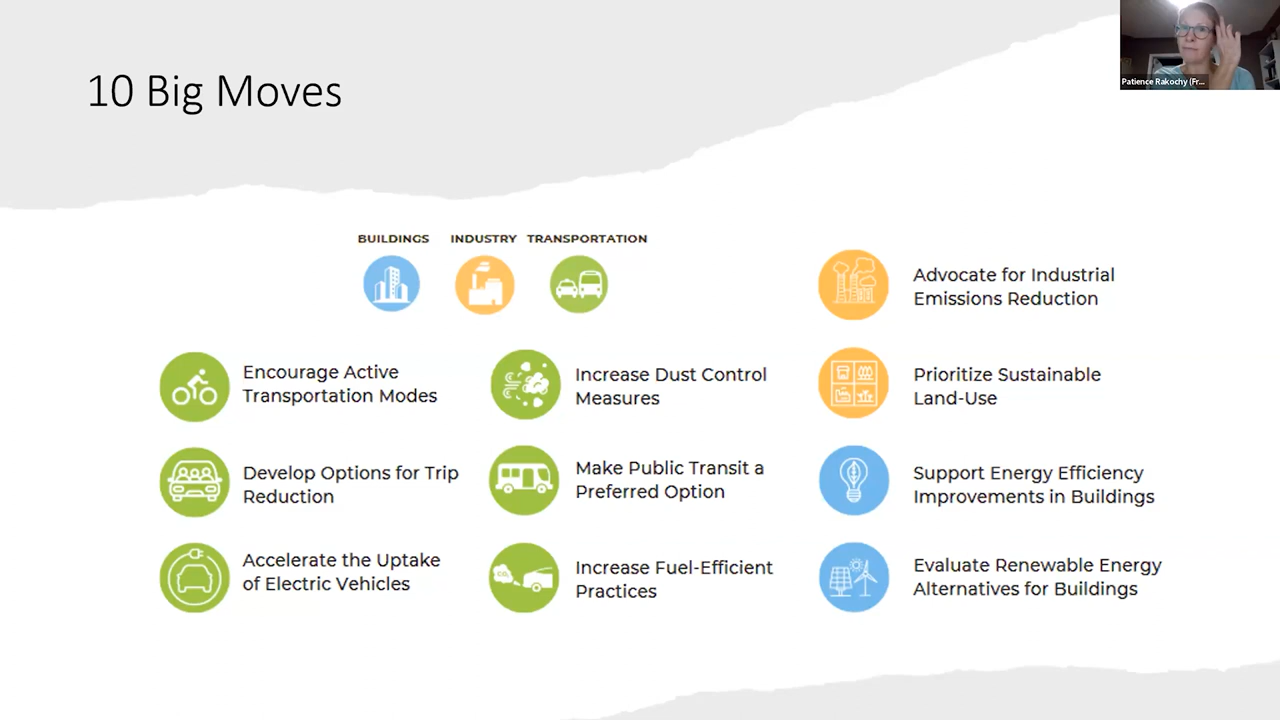 10 Big Moves
Patience Rakochy (Fr...
BUILDINGS INDUSTRY TRANSPORTATION
Encourage Active
Transportation Modes
Develop Options for Trip
Reduction
Accelerate the Uptake
of Electric Vehicles
Increase Dust Control
Measures
Make Public Transit a
Preferred Option
CO₂
Increase Fuel-Efficient
Practices
Advocate for Industrial
Emissions Reduction
Prioritize Sustainable
Land-Use
Support Energy Efficiency
Improvements in Buildings
Evaluate Renewable Energy
Alternatives for Buildings